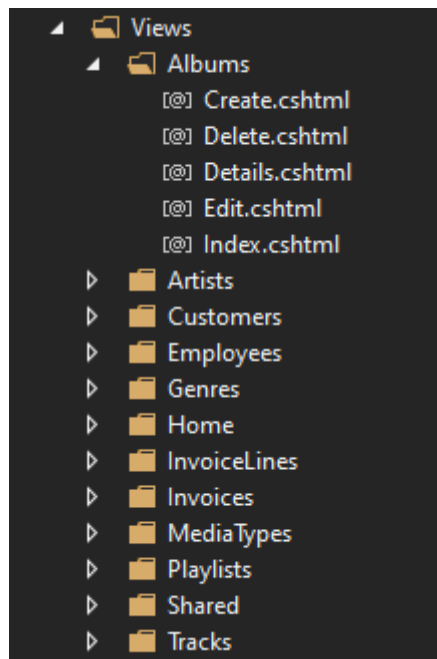 Views
Albums
[@] Create.cshtml
[@] Delete.cshtml
[@] Details.cshtml
[@] Edit.cshtml
[@] Index.cshtml
Artists
Customers
Employees
Genres
Home
InvoiceLines
Invoices
MediaTypes
Playlists
Shared
Tracks